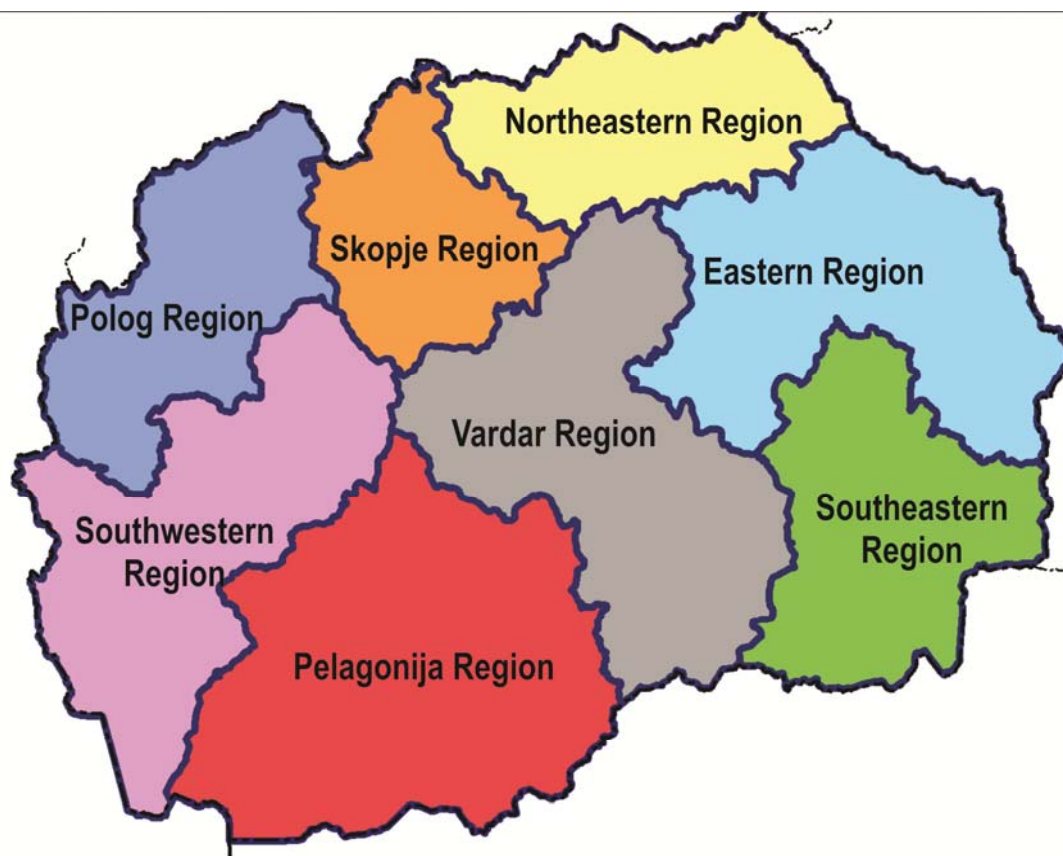 Northeastern Region
Skopje Region
Eastern Region
Polog Region
Vardar Region
Southwestern
Region
Southeastern
Region
Pelagonija Region